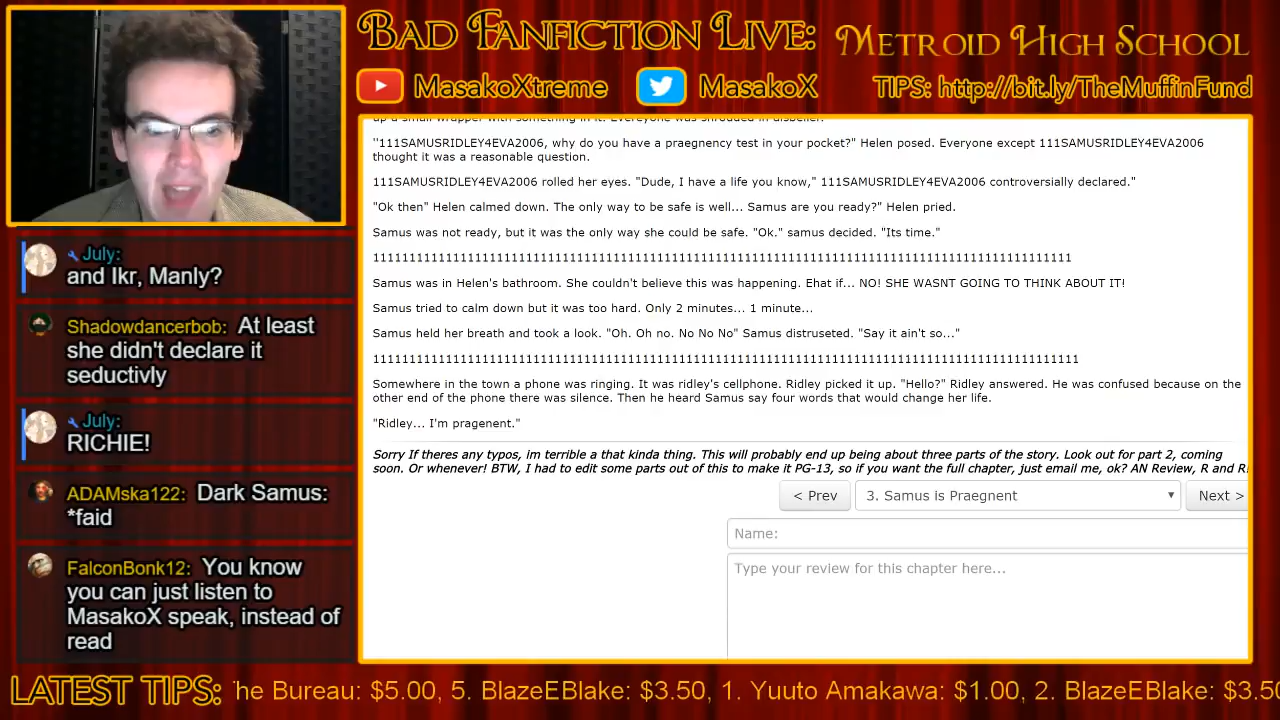 BAD FANFICTION LIVE:
METROID HIGH SCHOOL
MasakoXtreme
MasakoX
TIPS: http://bit.ly/TheMuffinFund
July:
and Ikr, Manly?
Shadowdancerbob: At least
she didn't declare it
seductivly
July:
RICHIE!
ADAMska122: Dark Samus:
*faid
FalconBonk12: You know
you can just listen to
MasakoX speak, instead of
read
up a small wrapper with something in it. Evereyone was shrouded in disbelief.
"111SAMUSRIDLEY4EVA2006, why do you have a praegnency test in your pocket?" Helen posed. Everyone except 111SAMUSRIDLEY4EVA2006
thought it was a reasonable question.
111SAMUSRIDLEY4EVA2006 rolled her eyes. "Dude, I have a life you know," 111SAMUSRIDLEY4EVA2006 controversially declared."
"Ok then" Helen calmed down. The only way to be safe is well... Samus are you ready?" Helen pried.
Samus was not ready, but it was the only way she could be safe. "Ok." samus decided. "Its time."
Samus was in Helen's bathroom. She couldn't believe this was happening. Ehat if... NO! SHE WASNT GOING TO THINK ABOUT IT!
Samus tried to calm down but it was too hard. Only 2 minutes... 1 minute...
Samus held her breath and took a look. "Oh. Oh no. No No No" Samus distruseted. "Say it ain't so..."
Somewhere in the town a phone was ringing. It was ridley's cellphone. Ridley picked it up. "Hello?" Ridley answered. He was confused because on the
other end of the phone there was silence. Then he heard Samus say four words that would change her life.
"Ridley... I'm pragenent."
Sorry If theres any typos, im terrible a that kinda thing. This will probably end up being about three parts of the story. Look out for part 2, coming
soon. Or whenever! BTW, I had to edit some parts out of this to make it PG-13, so if you want the full chapter, just email me, ok? AN Review, R and R!
< Prev
3. Samus is Praegnent
Next >
Name:
Type your review for this chapter here...
LATEST TIPS: he Bureau: $5.00, 5. BlazeEBlake: $3.50, 1. Yuuto Amakawa: $1.00, 2. BlazeEBlake: $3.50